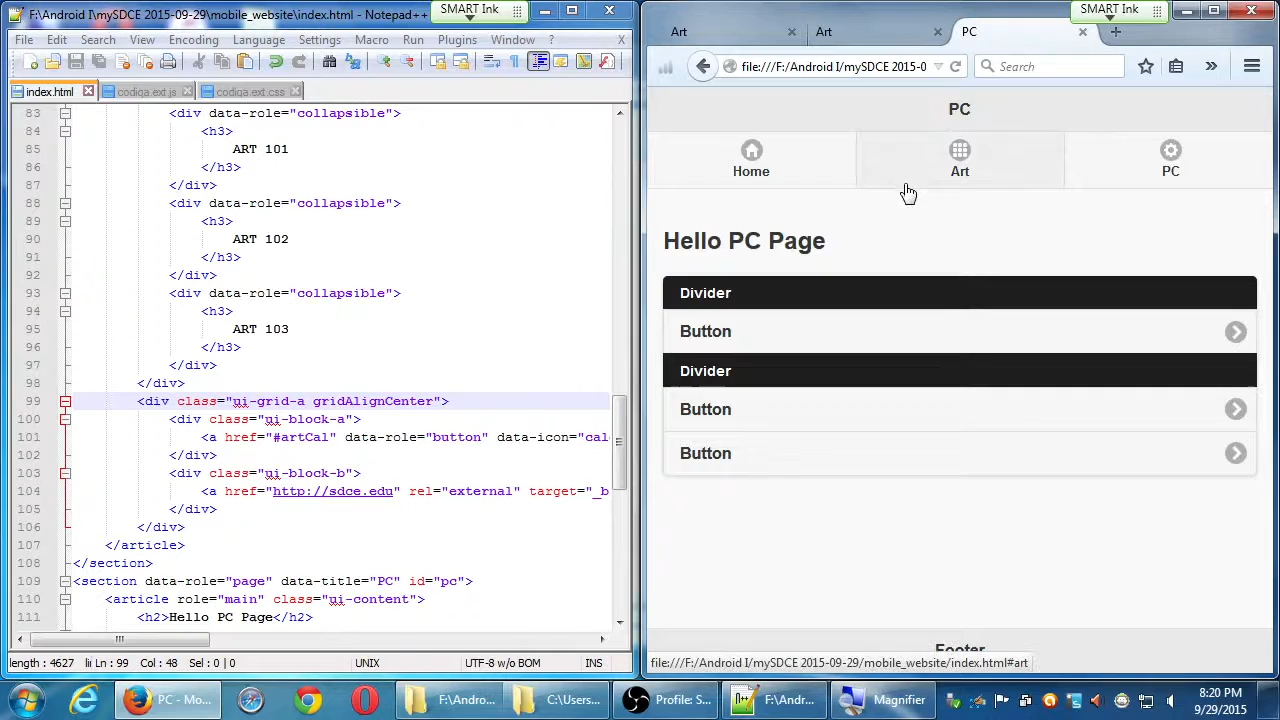 F:\Android I\mySDCE 2015-09-29\mobile_website\index.html - Notepad++
SMART Ink
SMART Ink
File Edit Search View Encoding Language Settings Macro Run Plugins Window ? X
Art
Art
PC
file:///F:/Android I/mySDCE 2015-0
Search
index.html
codiqa.ext.js
codiqa.ext.css
83 <div data-role="collapsible">
84 <h3>
85 ART 101
86 </h3>
87 </div>
88 <div data-role="collapsible">
89 <h3>
90 ART 102
91 </h3>
92 </div>
93 <div data-role="collapsible">
94 <h3>
95 ART 103
96 </h3>
97 </div>
98 </div>
99 <div class="ui-grid-a gridAlignCenter">
100 <div class="ui-block-a">
101 <a href="#artCal" data-role="button" data-icon="cal
102 </div>
103 <div class="ui-block-b">
104 <a href="http://sdce.edu" rel="external" target="_b
105 </div>
106 </div>
107 </article>
108 </section>
109 <section data-role="page" data-title="PC" id="pc">
110 <article role="main" class="ui-content">
111 <h2>Hello PC Page</h2>
length : 4627 li Ln : 99 Col : 48 Sel : 0 | 0 UNIX UTF-8 w/o BOM INS
PC
Home
Art
PC
Hello PC Page
Divider
Button
Divider
Button
Button
Footer
file:///F:/Android I/mySDCE 2015-09-29/mobile_website/index.html#art
PC - Mo...
F:\Andro...
C:\Users...
Profile: S...
F:\Andro...
Magnifier
8:20 PM
9/29/2015